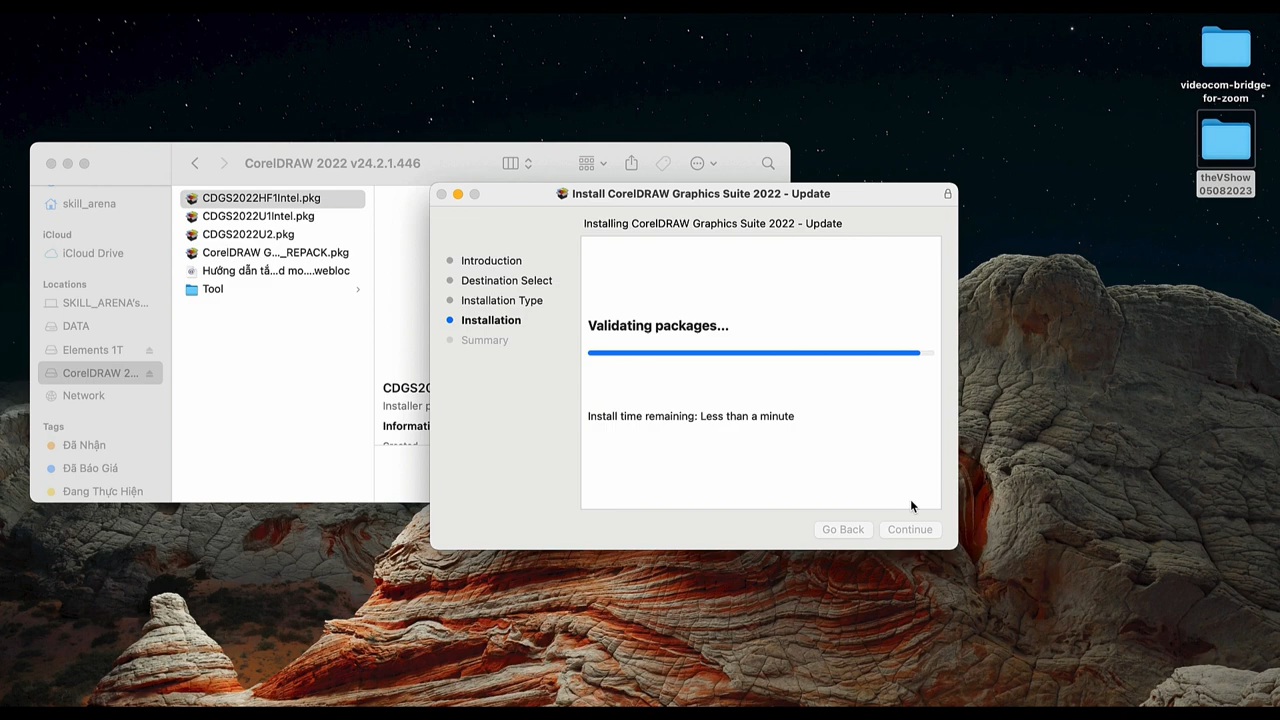 videocom-bridge-
for-zoom
theVShow
05082023
CorelDRAW 2022 v24.2.1.446
skill_arena
iCloud
iCloud Drive
Locations
SKILL_ARENA's...
DATA
Elements 1T
CorelDRAW 2...
Network
Tags
Đã Nhận
Đã Báo Giá
Đang Thực Hiện
CDGS2022HF1Intel.pkg
CDGS2022U1Intel.pkg
CDGS2022U2.pkg
CorelDRAW G..._REPACK.pkg
Hướng dẫn tắ...d mo....webloc
Tool
CDGS20
Installer p
Informati
Install CorelDRAW Graphics Suite 2022 - Update
Installing CorelDRAW Graphics Suite 2022 - Update
Introduction
Destination Select
Installation Type
Installation
Summary
Validating packages...
Install time remaining: Less than a minute
Go Back
Continue